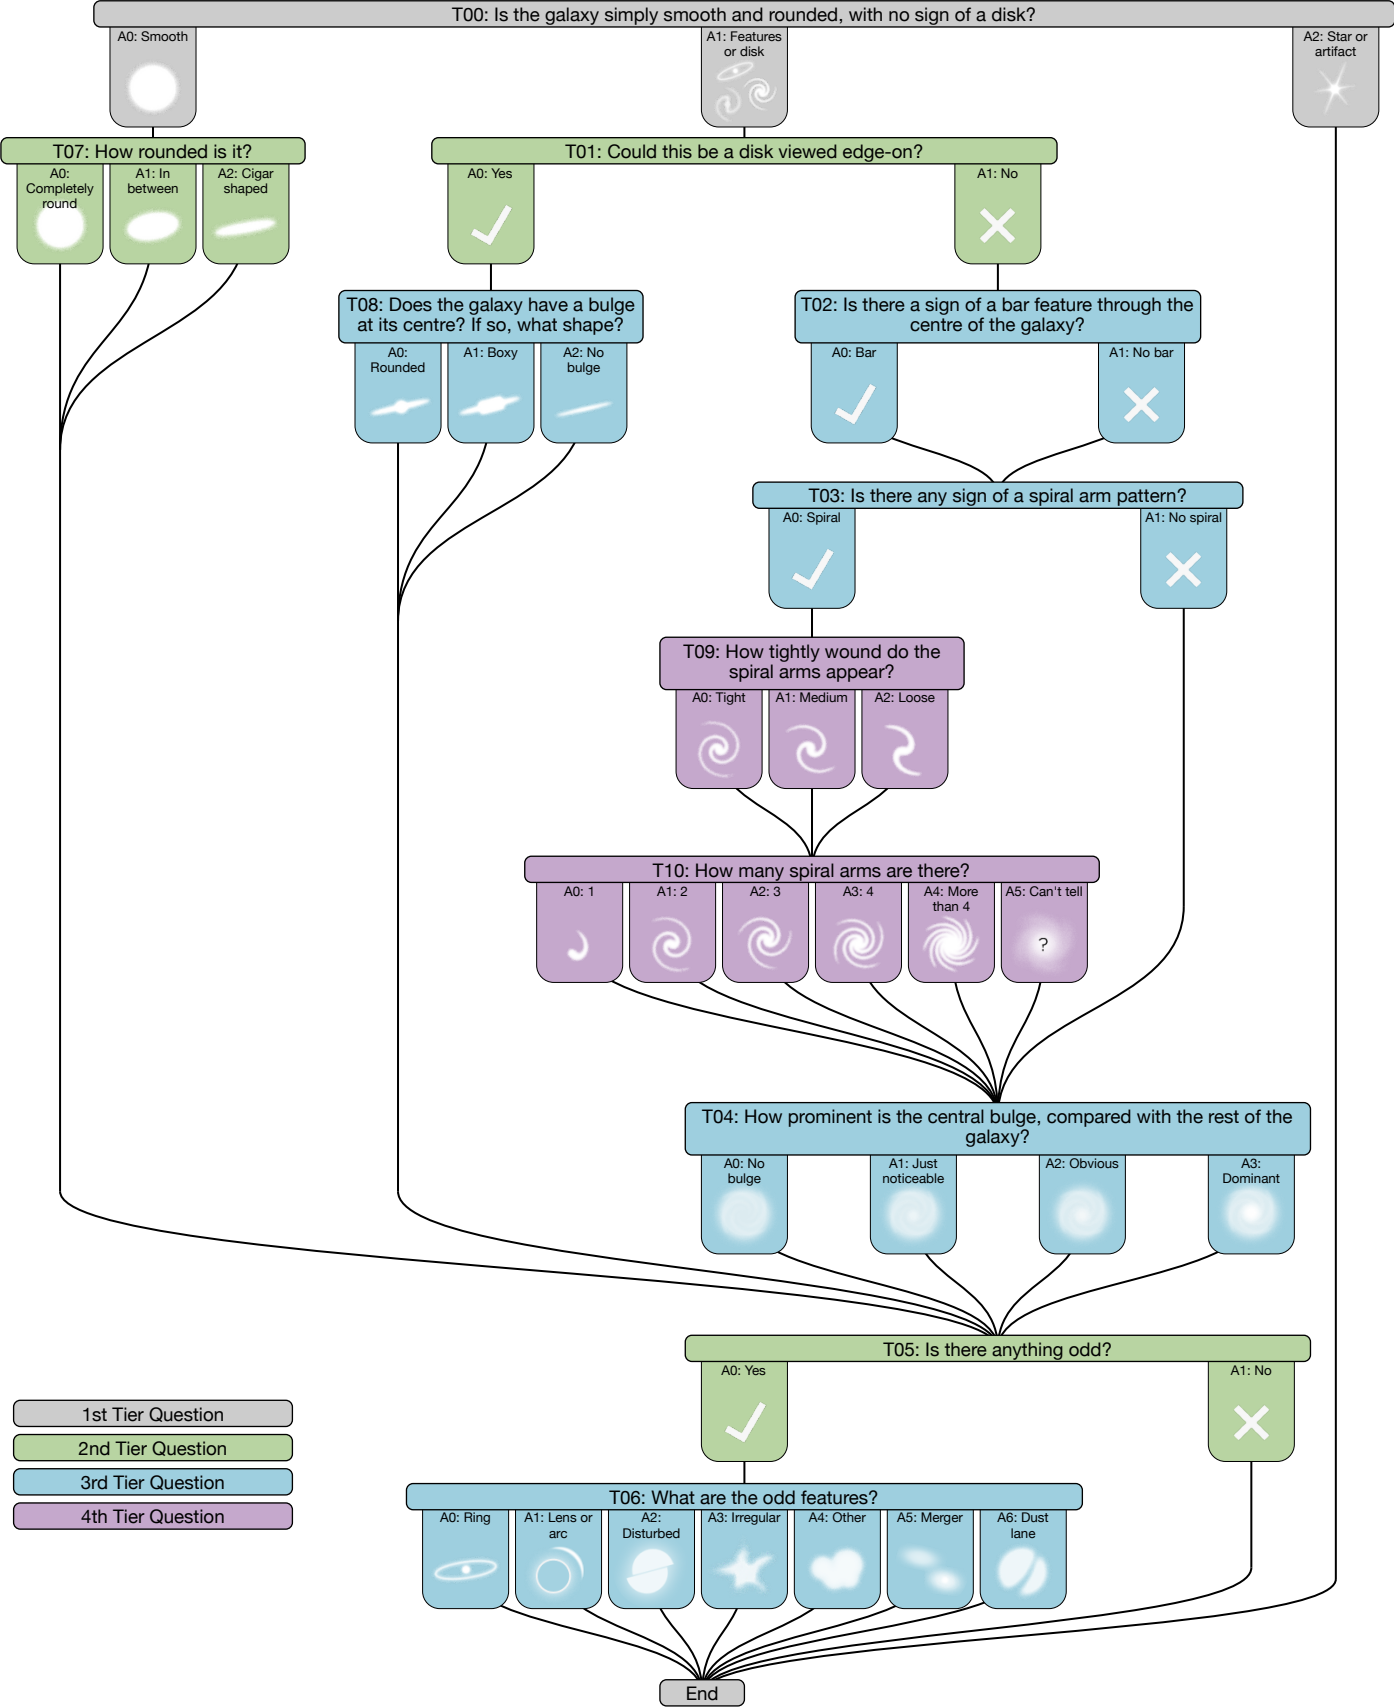 T00: Is the galaxy simply smooth and rounded, with no sign of a disk?
A0: Smooth
A1: Features
or disk
A2: Star or
artifact
T07: How rounded is it?
A0:
Completely
round
A1: In
between
A2: Cigar
shaped
T01: Could this be a disk viewed edge-on?
A0: Yes
A1: No
T08: Does the galaxy have a bulge
at its centre? If so, what shape?
A0:
Rounded
A1: Boxy
A2: No
bulge
T02: Is there a sign of a bar feature through the
centre of the galaxy?
A0: Bar
A1: No bar
T03: Is there any sign of a spiral arm pattern?
A0: Spiral
A1: No spiral
T09: How tightly wound do the
spiral arms appear?
A0: Tight
A1: Medium
A2: Loose
T10: How many spiral arms are there?
A0: 1
A1: 2
A2: 3
A3: 4
A4: More
than 4
A5: Can't tell
?
T04: How prominent is the central bulge, compared with the rest of the
galaxy?
A0: No
bulge
A1: Just
noticeable
A2: Obvious
A3:
Dominant
T05: Is there anything odd?
A0: Yes
A1: No
1st Tier Question
2nd Tier Question
3rd Tier Question
4th Tier Question
T06: What are the odd features?
A0: Ring
A1: Lens or
arc
A2:
Disturbed
A3: Irregular
A4: Other
A5: Merger
A6: Dust
lane
End